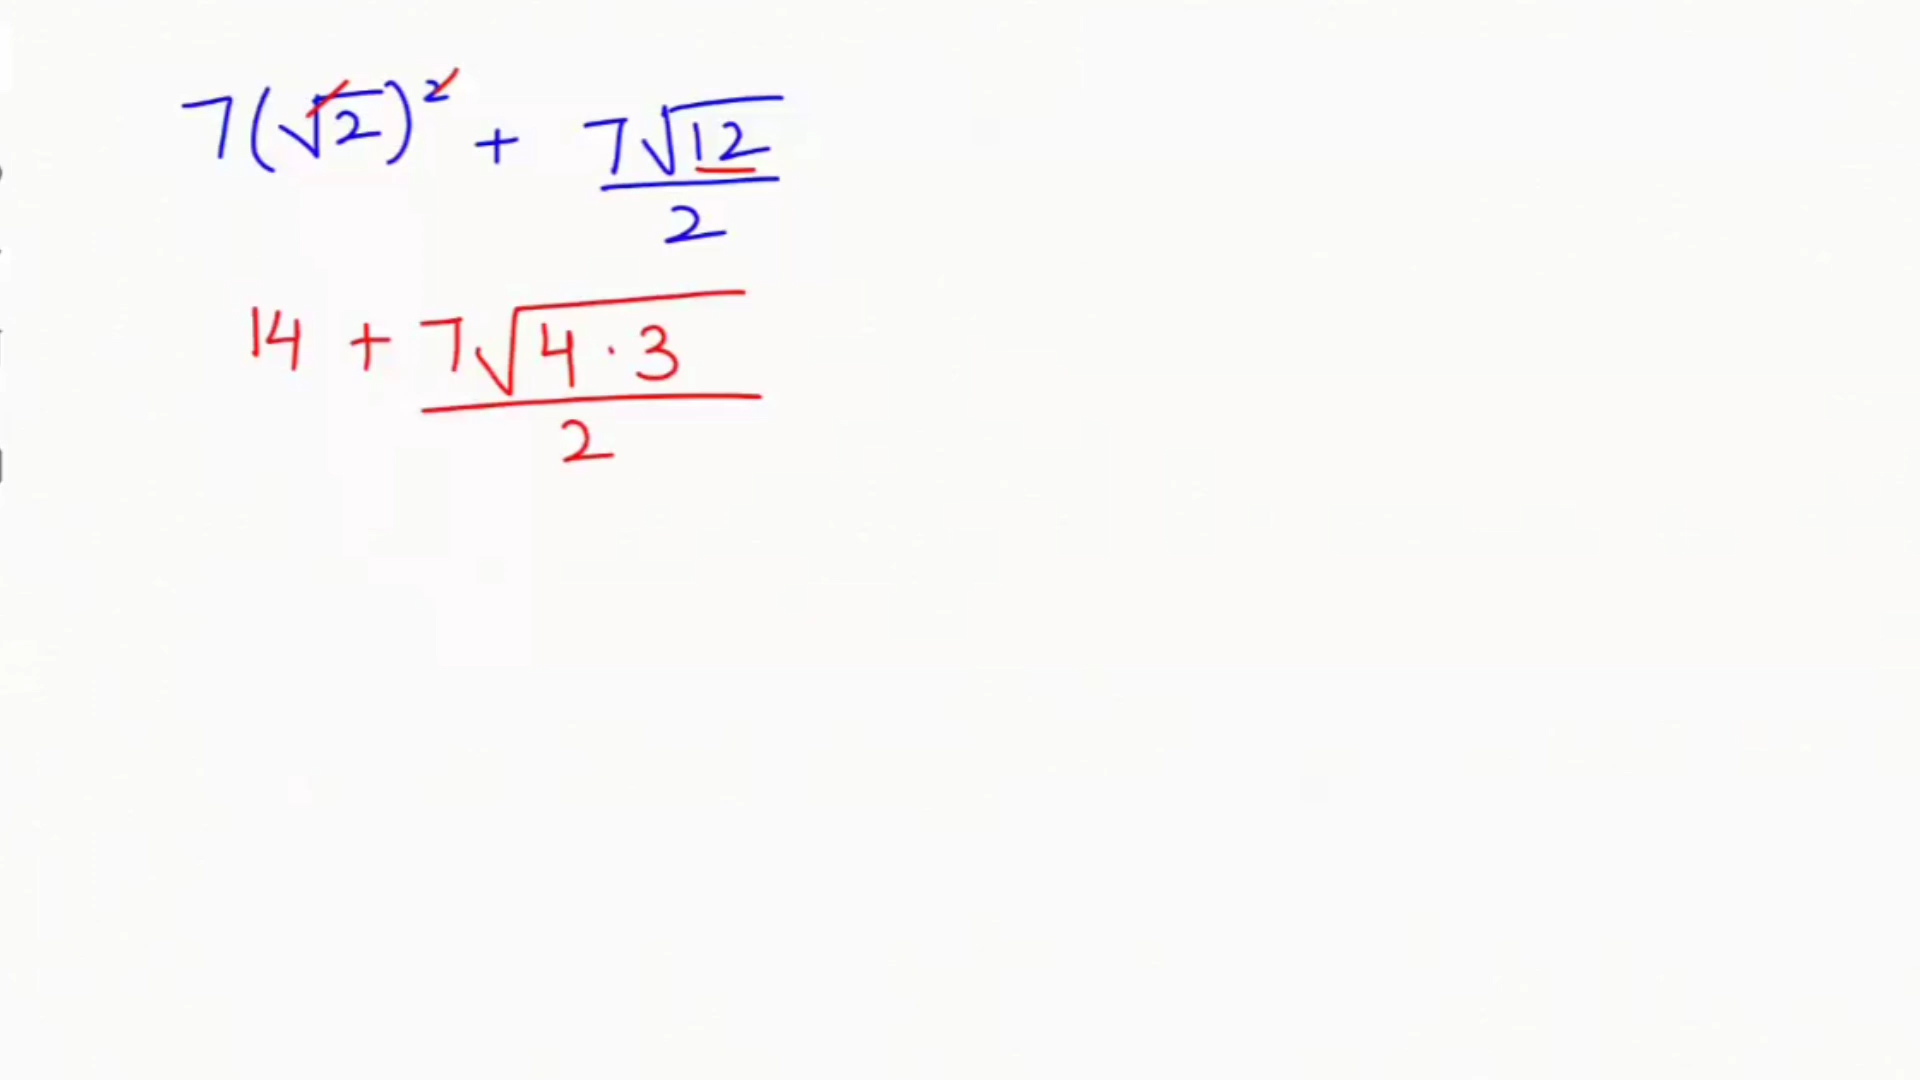 7(√2)² + 7√12/2
14 + 7√4·3/2